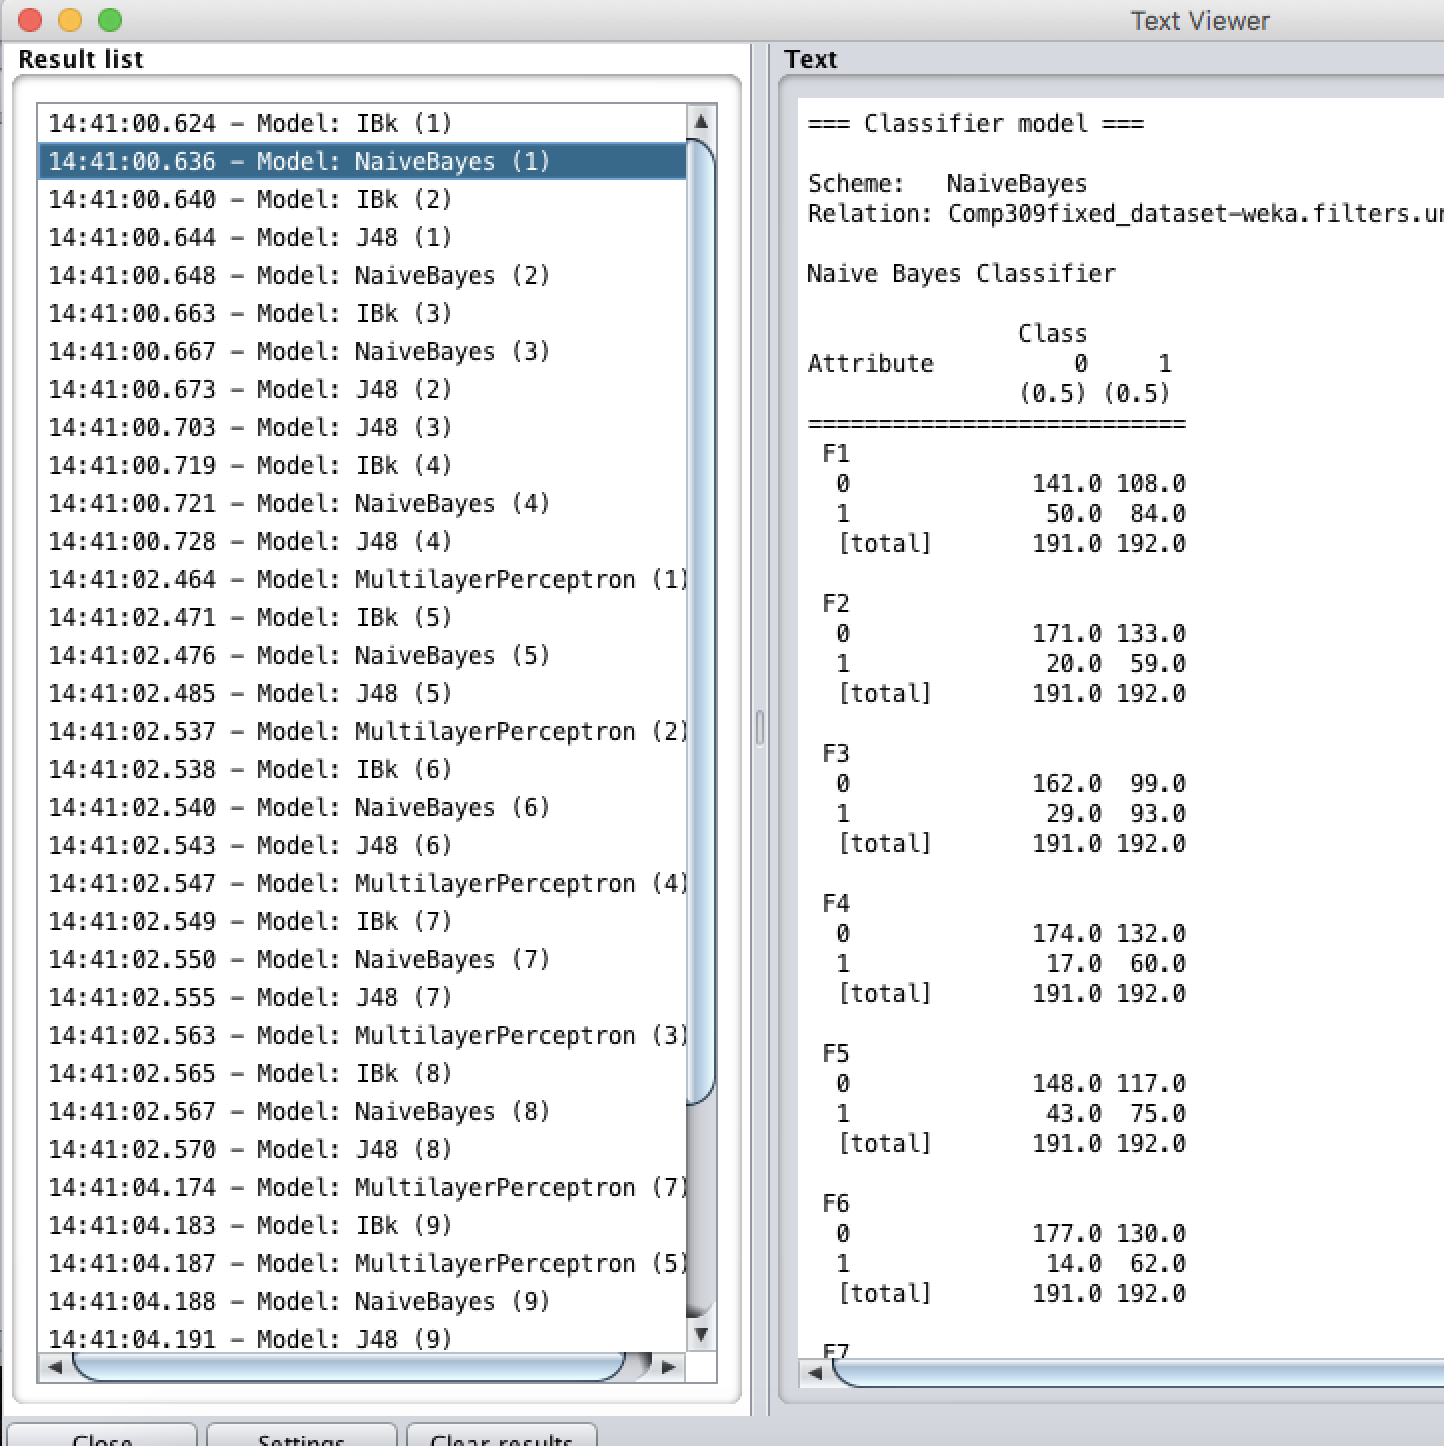 Text Viewer
Result list
14:41:00.624 – Model: IBk (1)
14:41:00.636 – Model: NaiveBayes (1)
14:41:00.640 – Model: IBk (2)
14:41:00.644 – Model: J48 (1)
14:41:00.648 – Model: NaiveBayes (2)
14:41:00.663 – Model: IBk (3)
14:41:00.667 – Model: NaiveBayes (3)
14:41:00.673 – Model: J48 (2)
14:41:00.703 – Model: J48 (3)
14:41:00.719 – Model: IBk (4)
14:41:00.721 – Model: NaiveBayes (4)
14:41:00.728 – Model: J48 (4)
14:41:02.464 – Model: MultilayerPerceptron (1)
14:41:02.471 – Model: IBk (5)
14:41:02.476 – Model: NaiveBayes (5)
14:41:02.485 – Model: J48 (5)
14:41:02.537 – Model: MultilayerPerceptron (2)
14:41:02.538 – Model: IBk (6)
14:41:02.540 – Model: NaiveBayes (6)
14:41:02.543 – Model: J48 (6)
14:41:02.547 – Model: MultilayerPerceptron (4)
14:41:02.549 – Model: IBk (7)
14:41:02.550 – Model: NaiveBayes (7)
14:41:02.555 – Model: J48 (7)
14:41:02.563 – Model: MultilayerPerceptron (3)
14:41:02.565 – Model: IBk (8)
14:41:02.567 – Model: NaiveBayes (8)
14:41:02.570 – Model: J48 (8)
14:41:04.174 – Model: MultilayerPerceptron (7)
14:41:04.183 – Model: IBk (9)
14:41:04.187 – Model: MultilayerPerceptron (5)
14:41:04.188 – Model: NaiveBayes (9)
14:41:04.191 – Model: J48 (9)
Text
=== Classifier model ===
Scheme: NaiveBayes
Relation: Comp309fixed_dataset-weka.filters.un
Naive Bayes Classifier
Class
Attribute 0 1
(0.5) (0.5)
===========================
F1
0 141.0 108.0
1 50.0 84.0
[total] 191.0 192.0
F2
0 171.0 133.0
1 20.0 59.0
[total] 191.0 192.0
F3
0 162.0 99.0
1 29.0 93.0
[total] 191.0 192.0
F4
0 174.0 132.0
1 17.0 60.0
[total] 191.0 192.0
F5
0 148.0 117.0
1 43.0 75.0
[total] 191.0 192.0
F6
0 177.0 130.0
1 14.0 62.0
[total] 191.0 192.0
F7
Close Settings Clear results